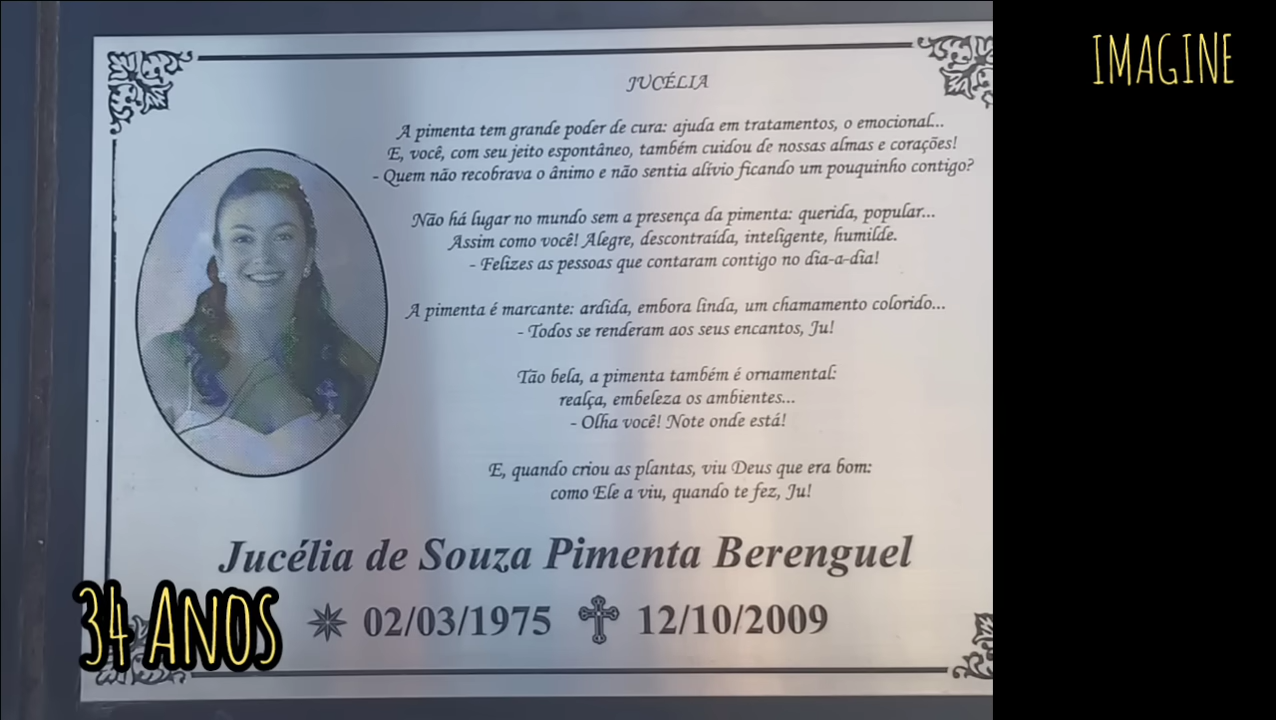 IMAGINE
JUCÉLIA
A pimenta tem grande poder de cura: ajuda em tratamentos, o emocional...
E, você, com seu jeito espontâneo, também cuidou de nossas almas e corações!
- Quem não recobrava o ânimo e não sentia alívio ficando um pouquinho contigo?
Não há lugar no mundo sem a presença da pimenta: querida, popular...
Assim como você! Alegre, descontraída, inteligente, humilde.
- Felizes as pessoas que contaram contigo no dia-a-dia!
A pimenta é marcante: ardida, embora linda, um chamamento colorido...
- Todos se renderam aos seus encantos, Ju!
Tão bela, a pimenta também é ornamental:
realça, embeleza os ambientes...
- Olha você! Note onde está!
E, quando criou as plantas, viu Deus que era bom:
como Ele a viu, quando te fez, Ju!
Jucélia de Souza Pimenta Berenguel
34 Anos
02/03/1975 12/10/2009